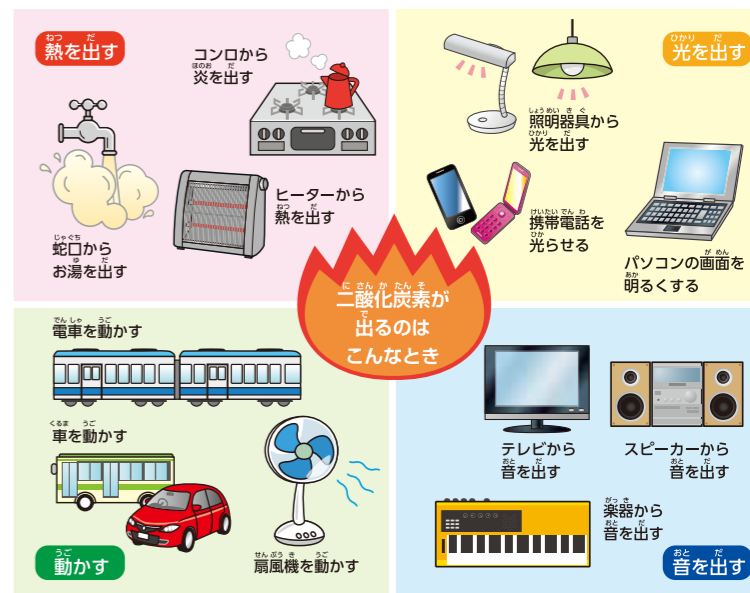 熱を出す
コンロから
炎を出す
蛇口から
お湯を出す
ヒーターから
熱を出す
光を出す
照明器具から
光を出す
携帯電話を
光らせる
パソコンの画面を
明るくする
二酸化炭素が
出るのは
こんなとき
電車を動かす
車を動かす
扇風機を動かす
動かす
テレビから
音を出す
スピーカーから
音を出す
楽器から
音を出す
音を出す